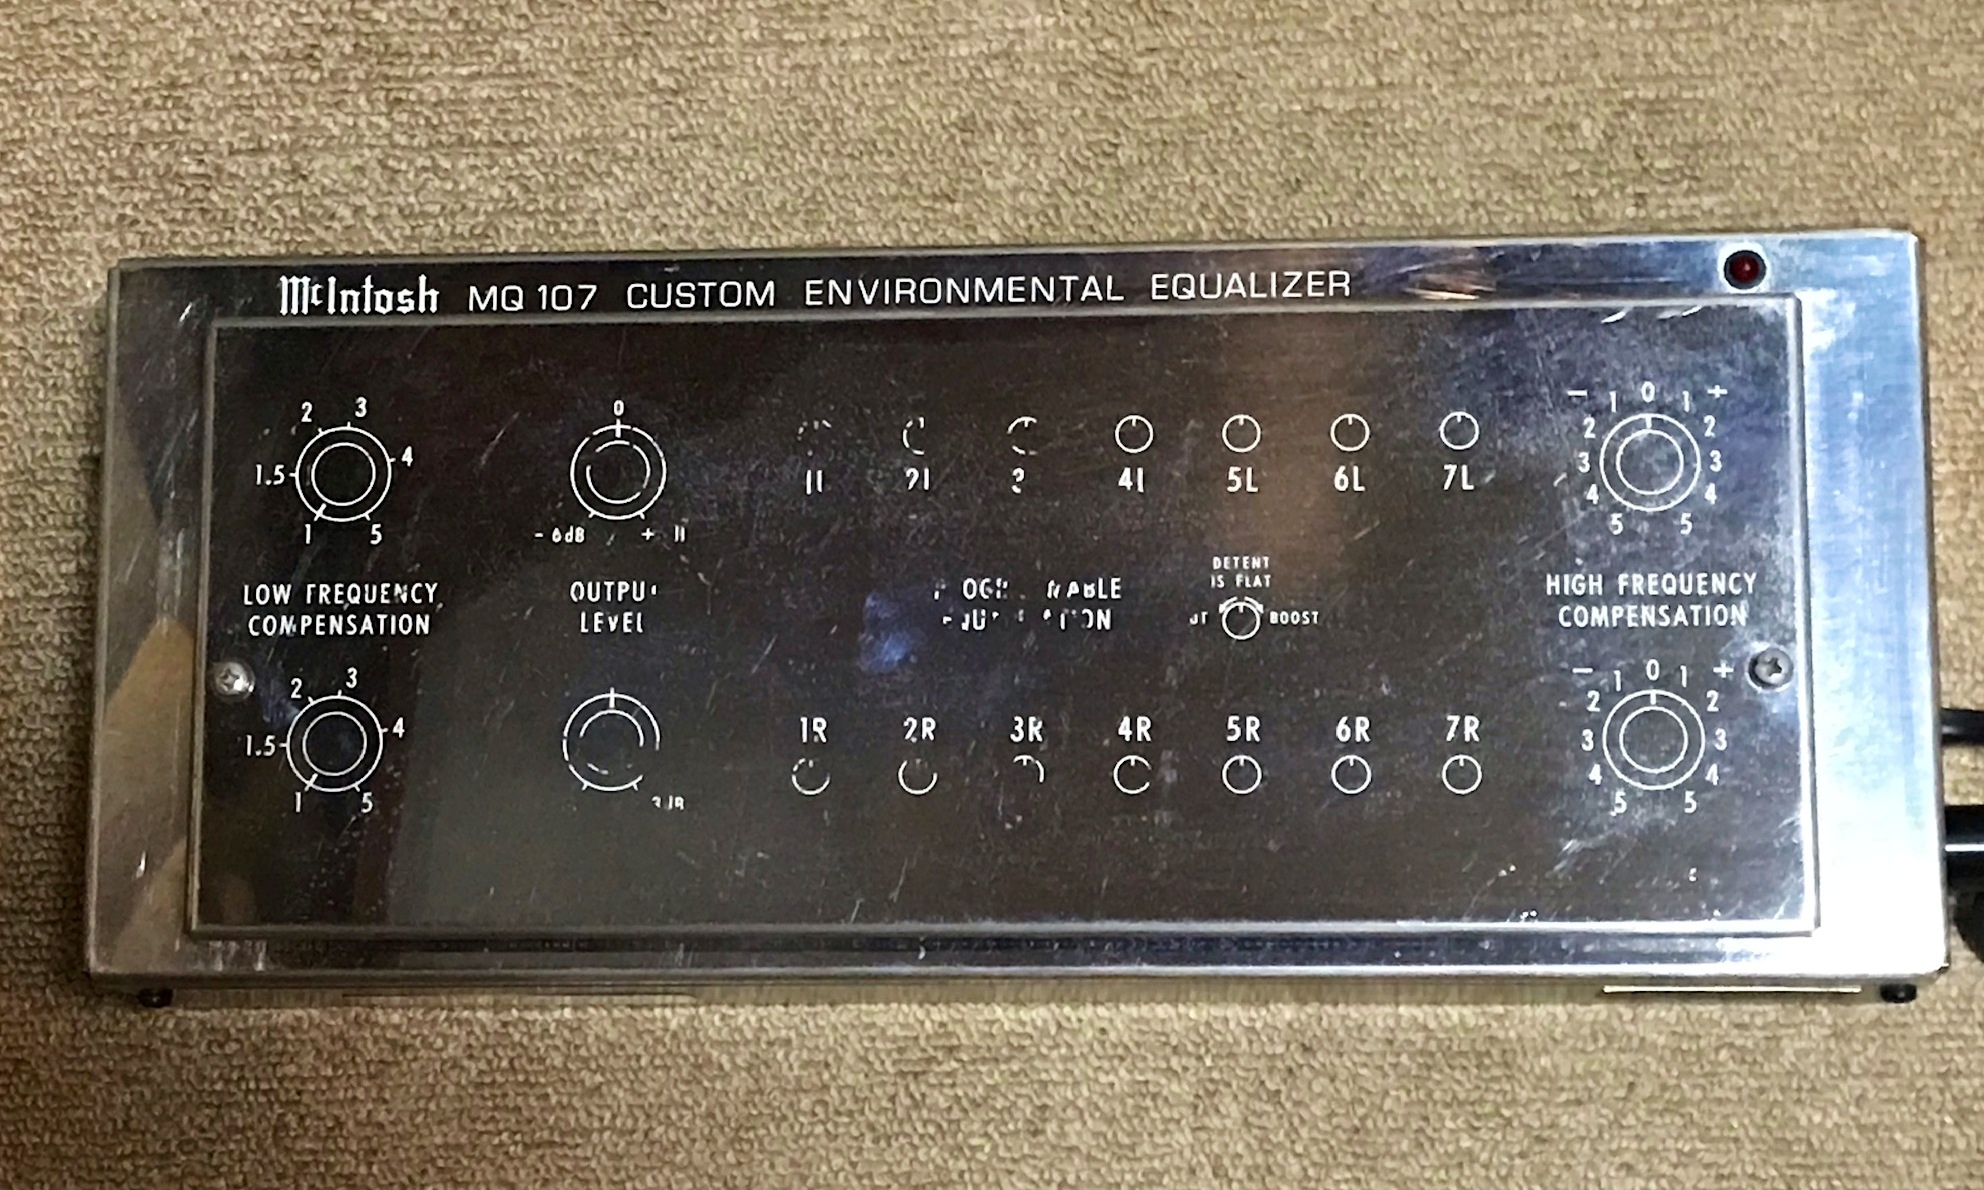 McIntosh MQ 107 CUSTOM ENVIRONMENTAL EQUALIZER
2 3
1.5 4
1 5
0
- 6dB +
4L 5L 6L 7L
- 1 0 1 +
2 2
3 3
4 4
5 5
LOW FREQUENCY
COMPENSATION
OUTPUT
LEVEL
DETENT
IS FLAT
BOOST
HIGH FREQUENCY
COMPENSATION
2 3
1.5 4
1 5
1R 2R 3R 4R 5R 6R 7R
- 1 0 1 +
2 2
3 3
4 4
5 5